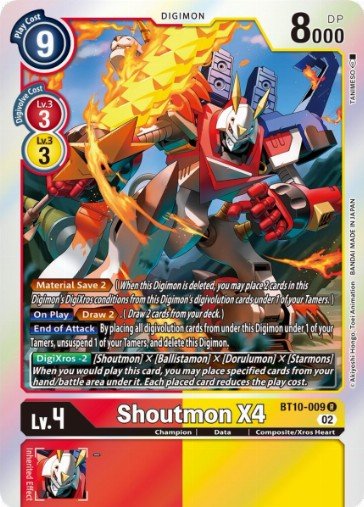 Play Cost
9
DIGIMON
DP
8000
Digivolve Cost
Lv.3
3
Lv.3
3
TANIMESO
©Akiyoshi Hongo, Toei Animation BANDAI MADE IN JAPAN
Material Save 2 (When this Digimon is deleted, you may place 2 cards in this
Digimon's DigiXros conditions from this Digimon's digivolution cards under 1 of your Tamers.)
On Play Draw 2. (Draw 2 cards from your deck.)
End of Attack By placing all digivolution cards from under this Digimon under 1 of your
Tamers, unsuspend 1 of your Tamers, and delete this Digimon.
DigiXros -2 [Shoutmon] × [Ballistamon] × [Dorulumon] × [Starmons]
When you would play this card, you may place specified cards from your
hand/battle area under it. Each placed card reduces the play cost.
Lv.4
Shoutmon X4
BT10-009 R
02
Champion
Data
Composite/Xros Heart
Inherited Effect
-